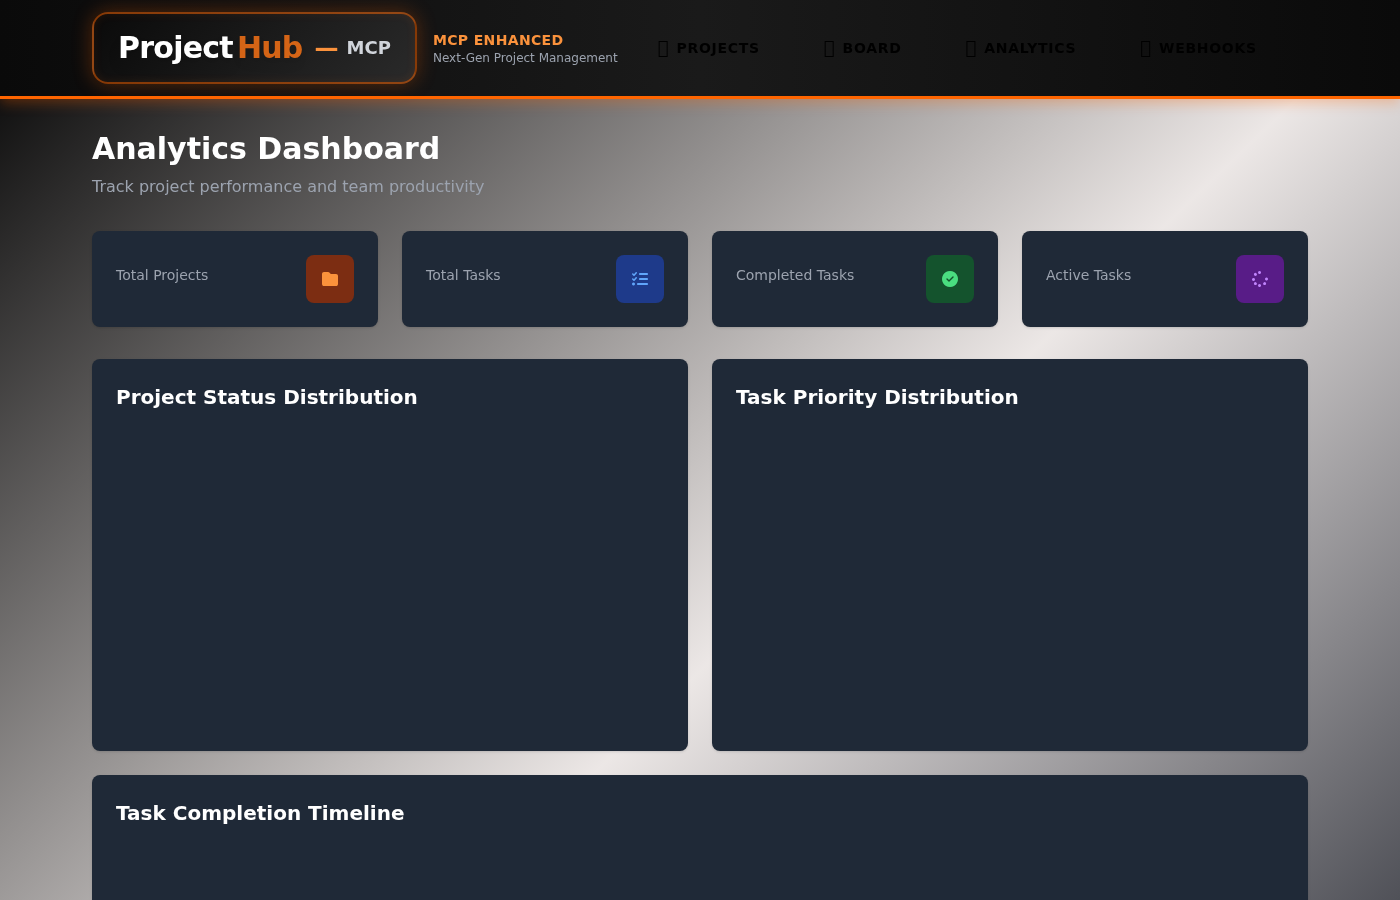 ProjectHub — MCP
MCP ENHANCED
Next-Gen Project Management
PROJECTS
BOARD
ANALYTICS
WEBHOOKS
Analytics Dashboard
Track project performance and team productivity
Total Projects
Total Tasks
Completed Tasks
Active Tasks
Project Status Distribution
Task Priority Distribution
Task Completion Timeline